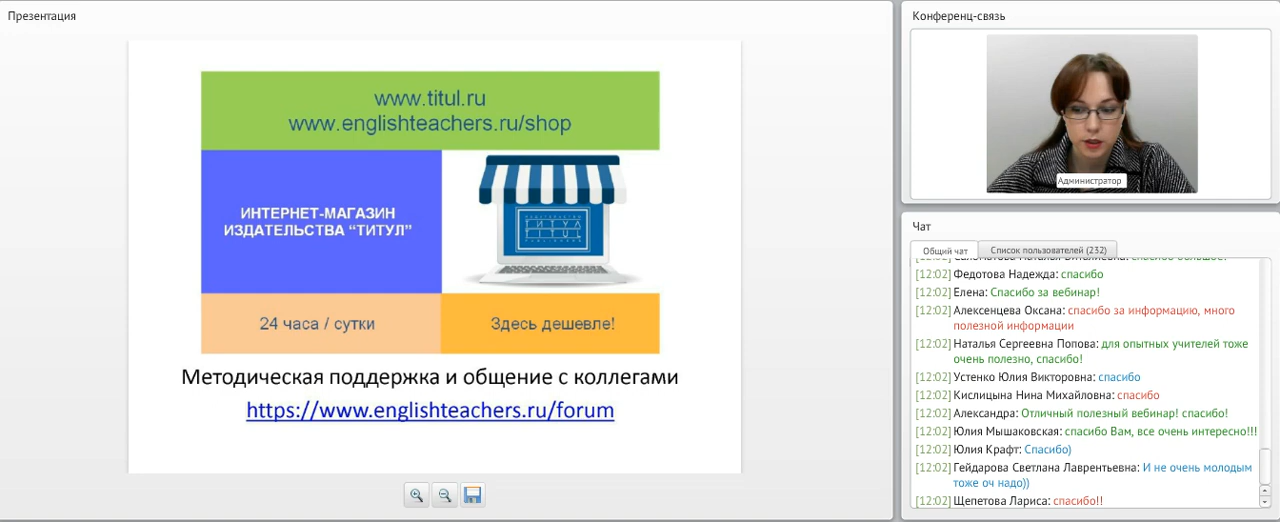 Презентация
www.titul.ru
www.englishteachers.ru/shop
ИНТЕРНЕТ-МАГАЗИН
ИЗДАТЕЛЬСТВА “ТИТУЛ”
ТИТУЛ
TITUL
24 часа / сутки
Здесь дешевле!
Методическая поддержка и общение с коллегами
https://www.englishteachers.ru/forum
Конференц-связь
Администратор
Чат
Общий чат
Список пользователей (232)
[12:02] Федотова Надежда: спасибо
[12:02] Елена: Спасибо за вебинар!
[12:02] Алексенцева Оксана: спасибо за информацию, много
полезной информации
[12:02] Наталья Сергеевна Попова: для опытных учителей тоже
очень полезно, спасибо!
[12:02] Устенко Юлия Викторовна: спасибо
[12:02] Кислицына Нина Михайловна: спасибо
[12:02] Александра: Отличный полезный вебинар! спасибо!
[12:02] Юлия Мышаковская: спасибо Вам, все очень интересно!!!
[12:02] Юлия Крафт: Спасибо)
[12:02] Гейдарова Светлана Лаврентьевна: И не очень молодым
тоже оч надо))
[12:02] Щепетова Лариса: спасибо!!